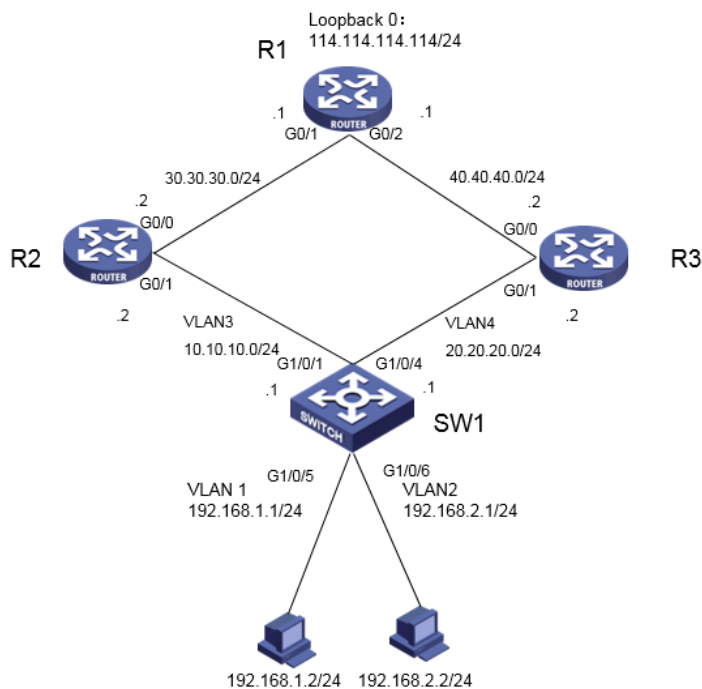 Loopback 0：
114.114.114.114/24
R1
.1
.1
ROUTER
G0/1
G0/2
30.30.30.0/24
40.40.40.0/24
.2
.2
G0/0
G0/0
R2
ROUTER
ROUTER
R3
G0/1
G0/1
.2
.2
VLAN3
VLAN4
10.10.10.0/24
20.20.20.0/24
G1/0/1
G1/0/4
.1
.1
SWITCH
SW1
G1/0/5
G1/0/6
VLAN 1
VLAN2
192.168.1.1/24
192.168.2.1/24
192.168.1.2/24
192.168.2.2/24